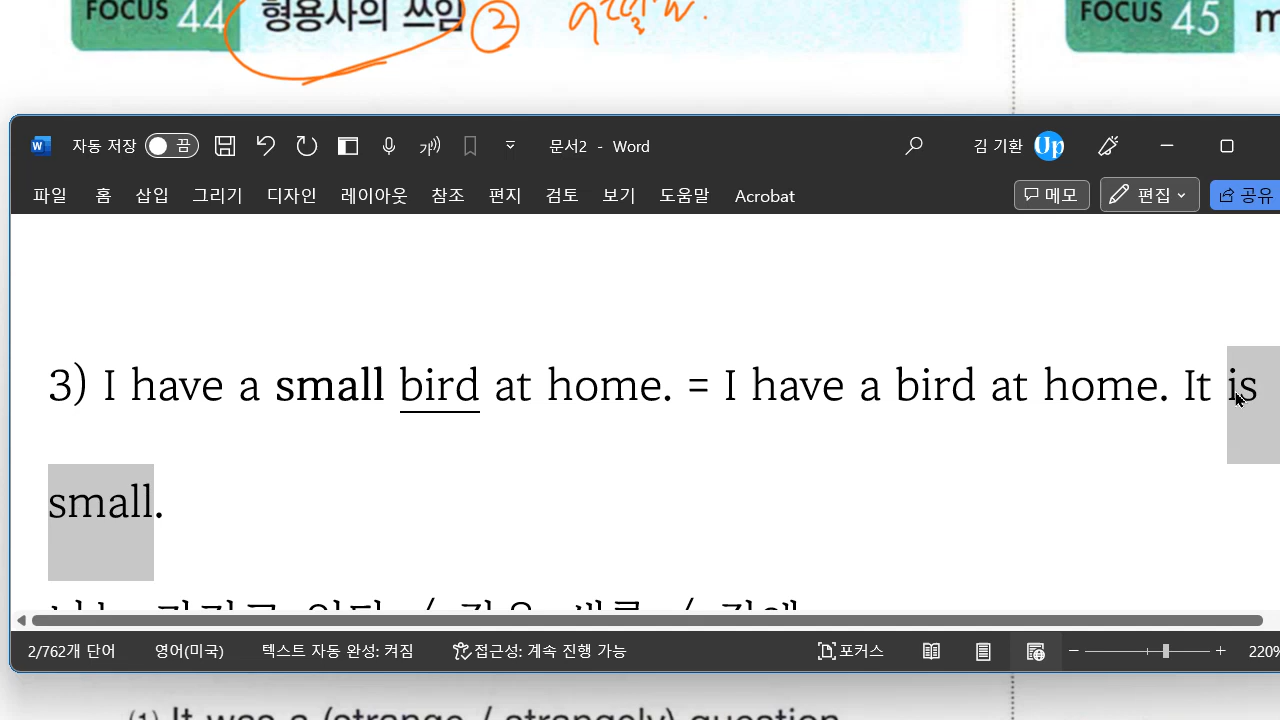 FOCUS 44 형용사의 쓰임 ②
FOCUS 45
자동 저장 끔 문서2 - Word 김 기환 Up
파일 홈 삽입 그리기 디자인 레이아웃 참조 편지 검토 보기 도움말 Acrobat 메모 편집 공유
3) I have a small bird at home. = I have a bird at home. It is
small.
2/762개 단어 영어(미국) 텍스트 자동 완성: 켜짐 접근성: 계속 진행 가능 포커스 220%
(1) It was a (strange / strangely) question